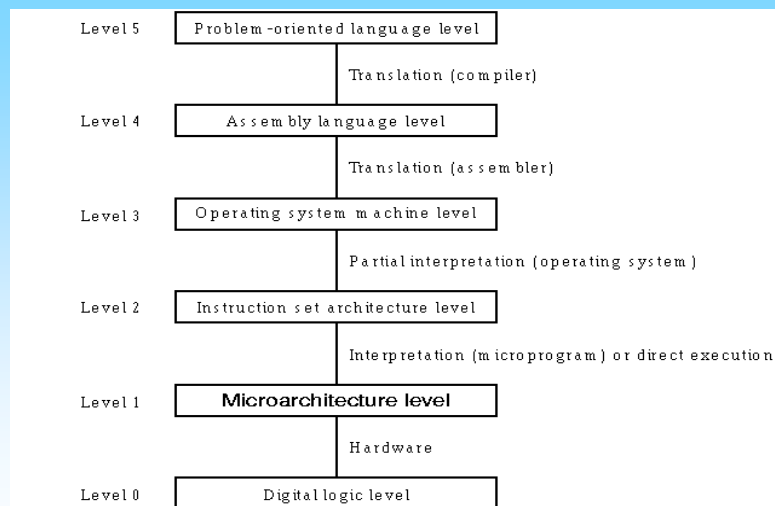 Level 5 Problem-oriented language level
Translation (compiler)
Level 4 Assembly language level
Translation (assembler)
Level 3 Operating system machine level
Partial interpretation (operating system)
Level 2 Instruction set architecture level
Interpretation (microprogram) or direct execution
Level 1 Microarchitecture level
Hardware
Level 0 Digital logic level